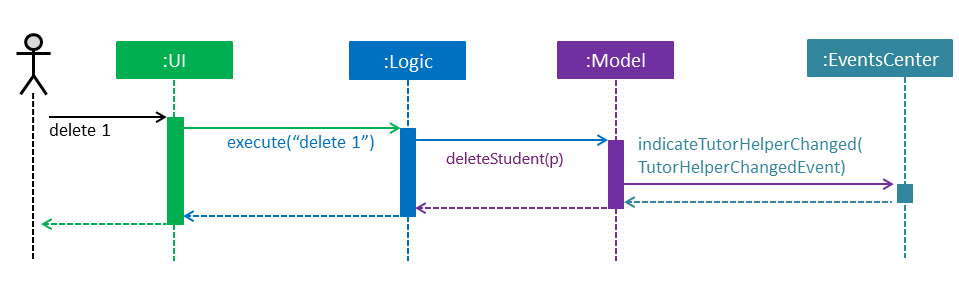 :UI
:Logic
:Model
:EventsCenter
delete 1
execute(“delete 1”)
deleteStudent(p)
indicateTutorHelperChanged(
TutorHelperChangedEvent)